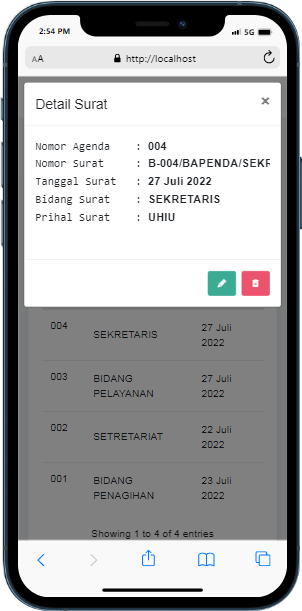 2:54 PM 5G
AA http://localhost
Detail Surat ×
Nomor Agenda : 004
Nomor Surat : B-004/BAPENDA/SEKR
Tanggal Surat : 27 Juli 2022
Bidang Surat : SEKRETARIS
Prihal Surat : UHIU
004 SEKRETARIS 27 Juli
2022
003 BIDANG 27 Juli
PELAYANAN 2022
002 SETRETARIAT 22 Juli
2022
001 BIDANG 23 Juli
PENAGIHAN 2022
Showing 1 to 4 of 4 entries